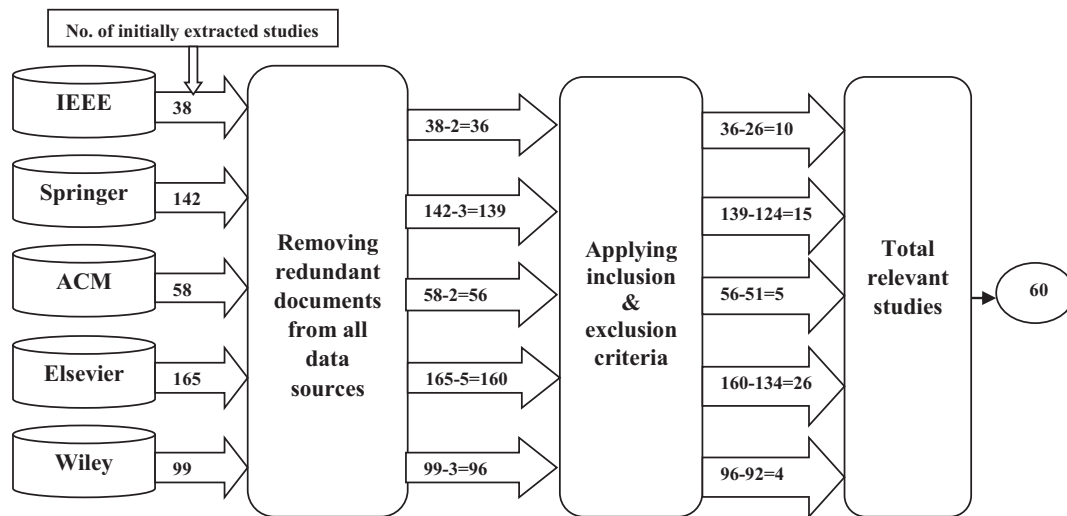 No. of initially extracted studies
IEEE
38
38-2=36
36-26=10
Springer
142
142-3=139
139-124=15
ACM
58
58-2=56
56-51=5
Elsevier
165
165-5=160
160-134=26
Wiley
99
99-3=96
96-92=4
Removing
redundant
documents
from all
data
sources
Applying
inclusion
&
exclusion
criteria
Total
relevant
studies
60